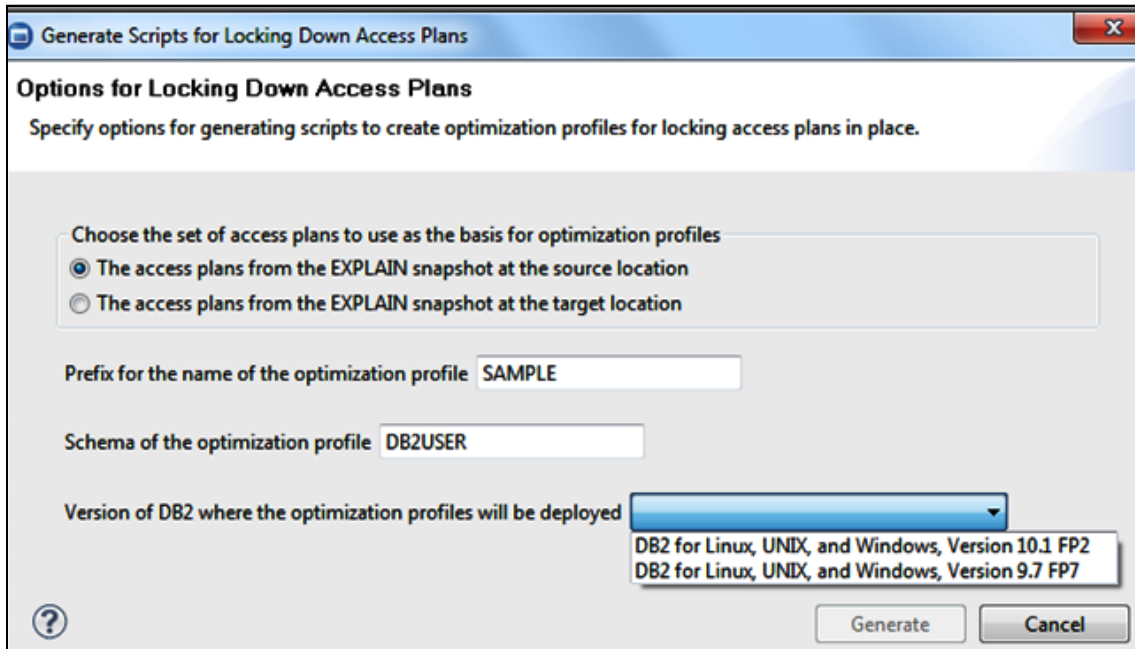 Generate Scripts for Locking Down Access Plans
Options for Locking Down Access Plans
Specify options for generating scripts to create optimization profiles for locking access plans in place.
Choose the set of access plans to use as the basis for optimization profiles
The access plans from the EXPLAIN snapshot at the source location
The access plans from the EXPLAIN snapshot at the target location
Prefix for the name of the optimization profile SAMPLE
Schema of the optimization profile DB2USER
Version of DB2 where the optimization profiles will be deployed
DB2 for Linux, UNIX, and Windows, Version 10.1 FP2
DB2 for Linux, UNIX, and Windows, Version 9.7 FP7
? Generate Cancel